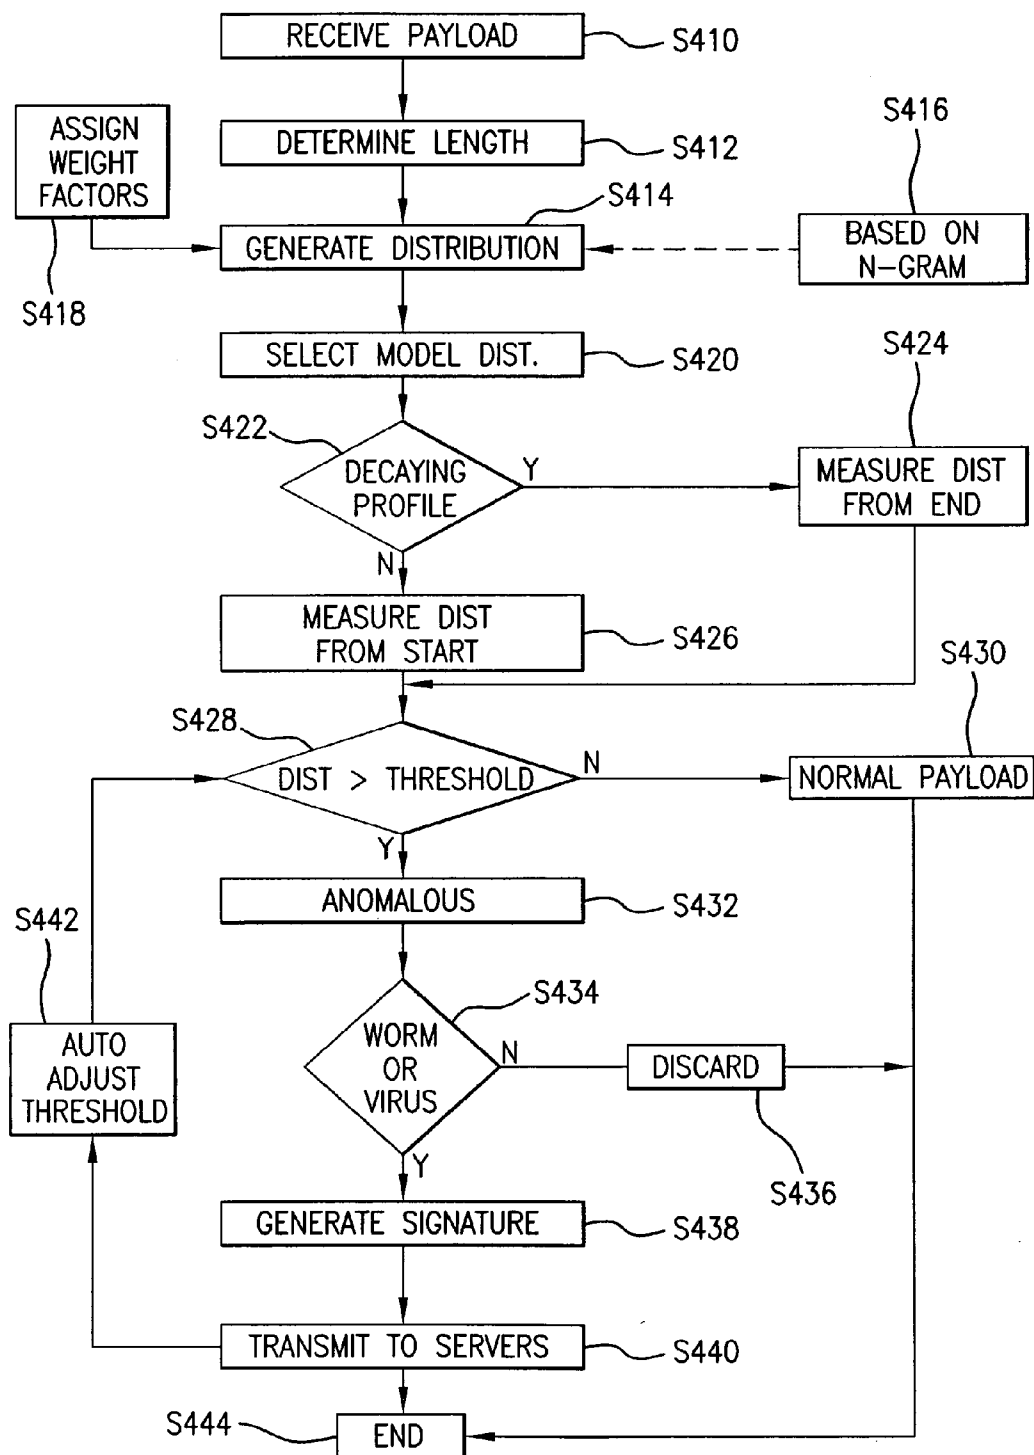 RECEIVE PAYLOAD
S410
ASSIGN
WEIGHT
FACTORS
S418
DETERMINE LENGTH
S412
S416
S414
GENERATE DISTRIBUTION
BASED ON
N-GRAM
SELECT MODEL DIST.
S420
S424
S422
DECAYING
PROFILE
Y
N
MEASURE DIST
FROM END
MEASURE DIST
FROM START
S426
S430
S428
DIST > THRESHOLD
N
Y
NORMAL PAYLOAD
ANOMALOUS
S432
S442
AUTO
ADJUST
THRESHOLD
S434
WORM
OR
VIRUS
N
Y
DISCARD
S436
GENERATE SIGNATURE
S438
TRANSMIT TO SERVERS
S440
S444
END